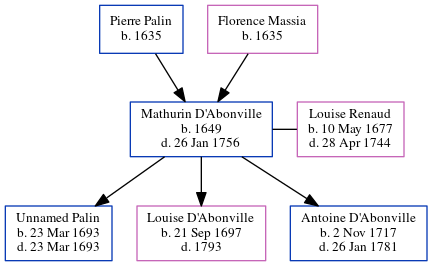 Pierre Palin
b. 1635
Florence Massia
b. 1635
Mathurin D'Abonville
b. 1649
d. 26 Jan 1756
Louise Renaud
b. 10 May 1677
d. 28 Apr 1744
Unnamed Palin
b. 23 Mar 1693
d. 23 Mar 1693
Louise D'Abonville
b. 21 Sep 1697
d. 1793
Antoine D'Abonville
b. 2 Nov 1717
d. 26 Jan 1781